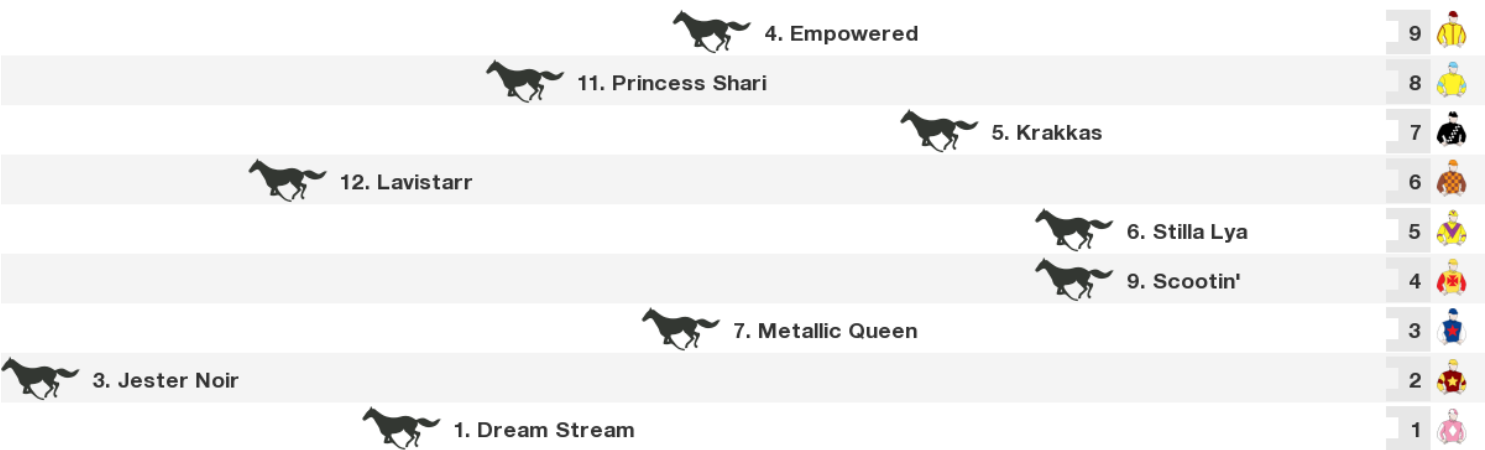 4. Empowered 9
11. Princess Shari 8
5. Krakkas 7
12. Lavistarr 6
6. Stilla Lya 5
9. Scootin' 4
7. Metallic Queen 3
3. Jester Noir 2
1. Dream Stream 1